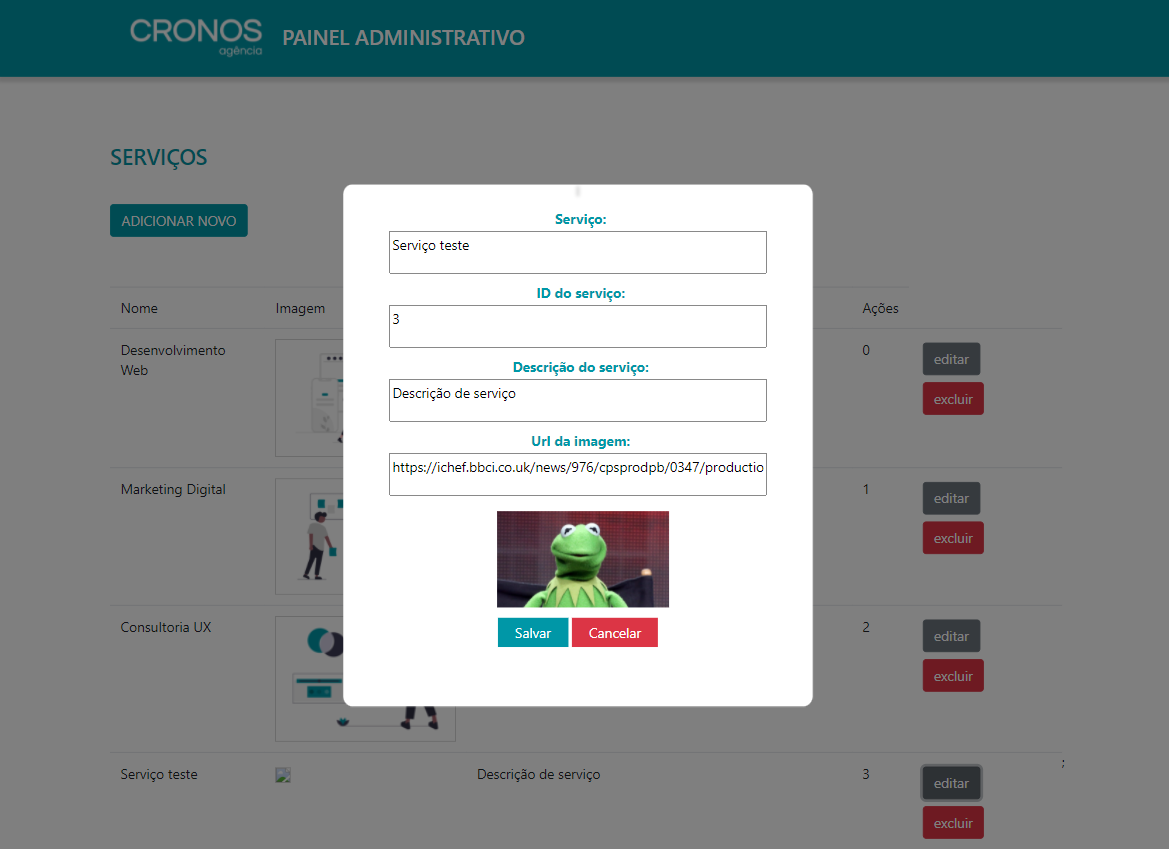 CRONOS
agência
PAINEL ADMINISTRATIVO
SERVIÇOS
ADICIONAR NOVO
Nome
Imagem
Ações
Desenvolvimento
Web
0
editar
excluir
Marketing Digital
1
editar
excluir
Consultoria UX
2
editar
excluir
Serviço teste
Descrição de serviço
3
;
editar
excluir
Serviço:
Serviço teste
ID do serviço:
3
Descrição do serviço:
Descrição de serviço
Url da imagem:
https://ichef.bbci.co.uk/news/976/cpsprodpb/0347/productio
Salvar
Cancelar